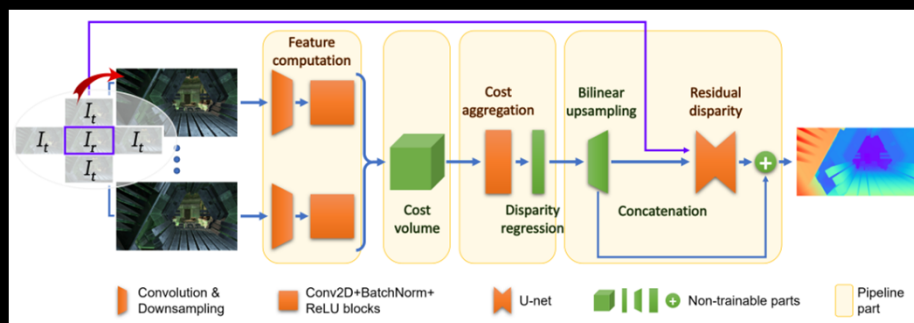 Feature
computation
Cost
aggregation
Bilinear
upsampling
Residual
disparity
I_t
I_t I_r I_t
I_t
Cost
volume
Disparity
regression
Concatenation
Convolution &
Downsampling
Conv2D+BatchNorm+
ReLU blocks
U-net
Non-trainable parts
Pipeline
part